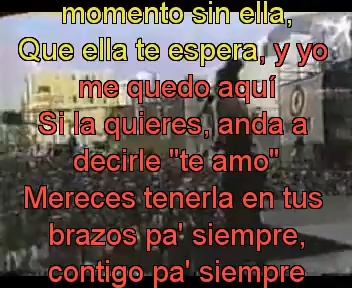 momento sin ella,
Que ella te espera, y yo
me quedo aquí
Si la quieres, anda a
decirle "te amo"
Mereces tenerla en tus
brazos pa' siempre,
contigo pa' siempre